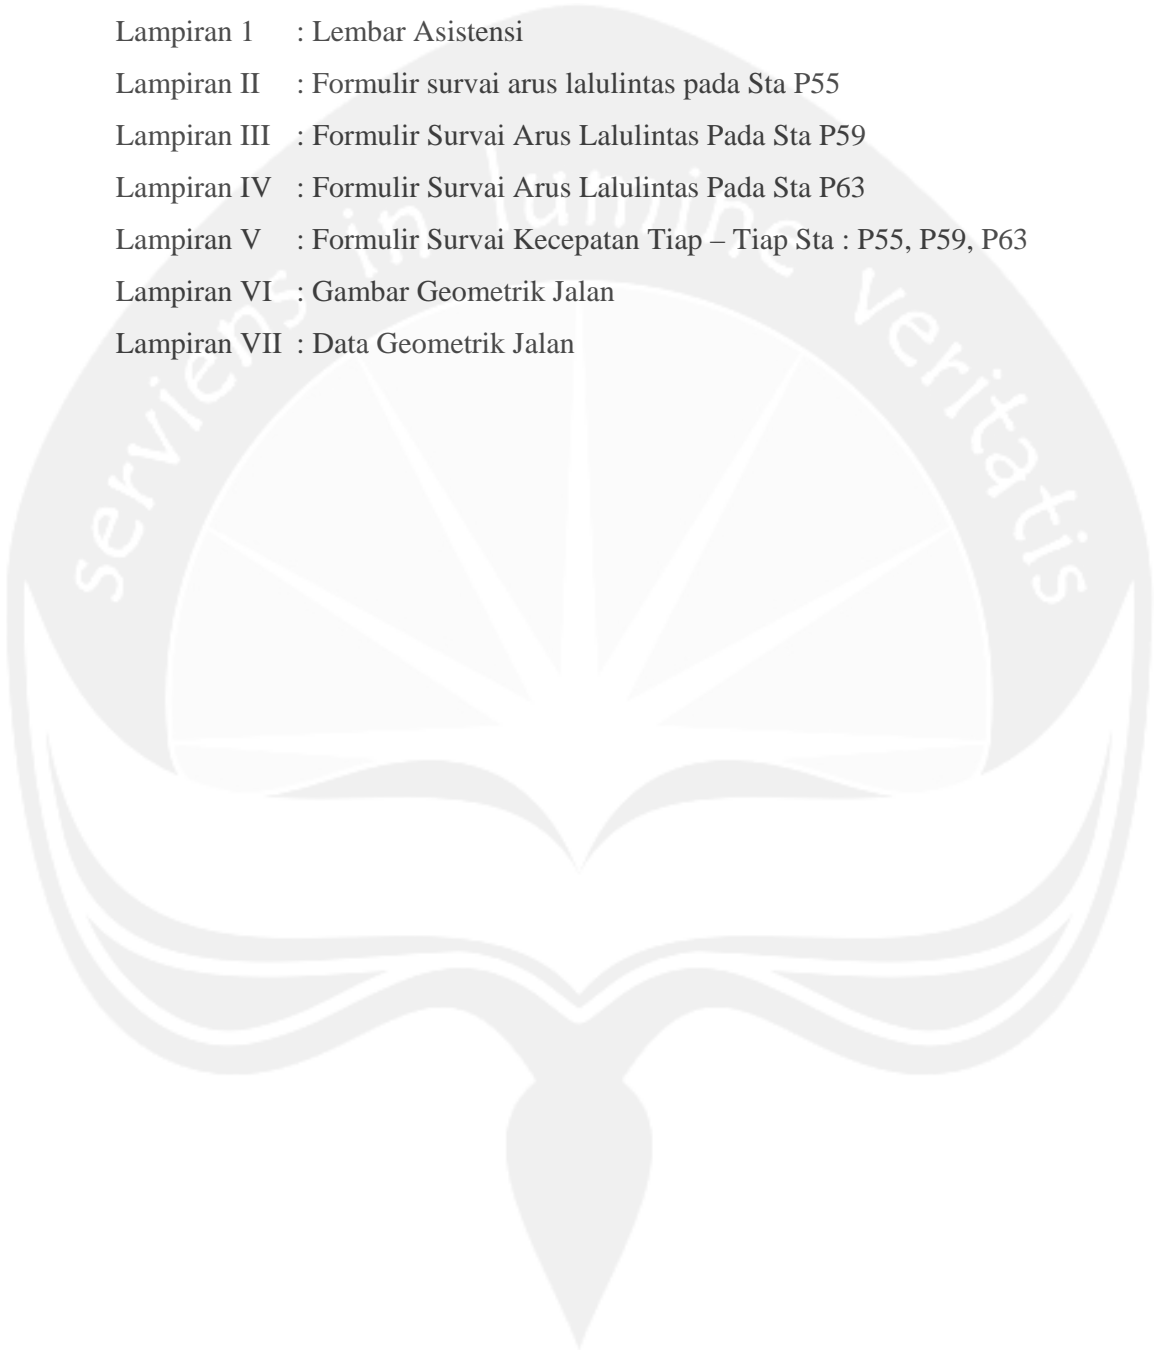 Lampiran 1 : Lembar Asistensi
Lampiran II : Formulir survai arus lalulintas pada Sta P55
Lampiran III : Formulir Survai Arus Lalulintas Pada Sta P59
Lampiran IV : Formulir Survai Arus Lalulintas Pada Sta P63
Lampiran V : Formulir Survai Kecepatan Tiap – Tiap Sta : P55, P59, P63
Lampiran VI : Gambar Geometrik Jalan
Lampiran VII : Data Geometrik Jalan
serviens in lumine veritatis